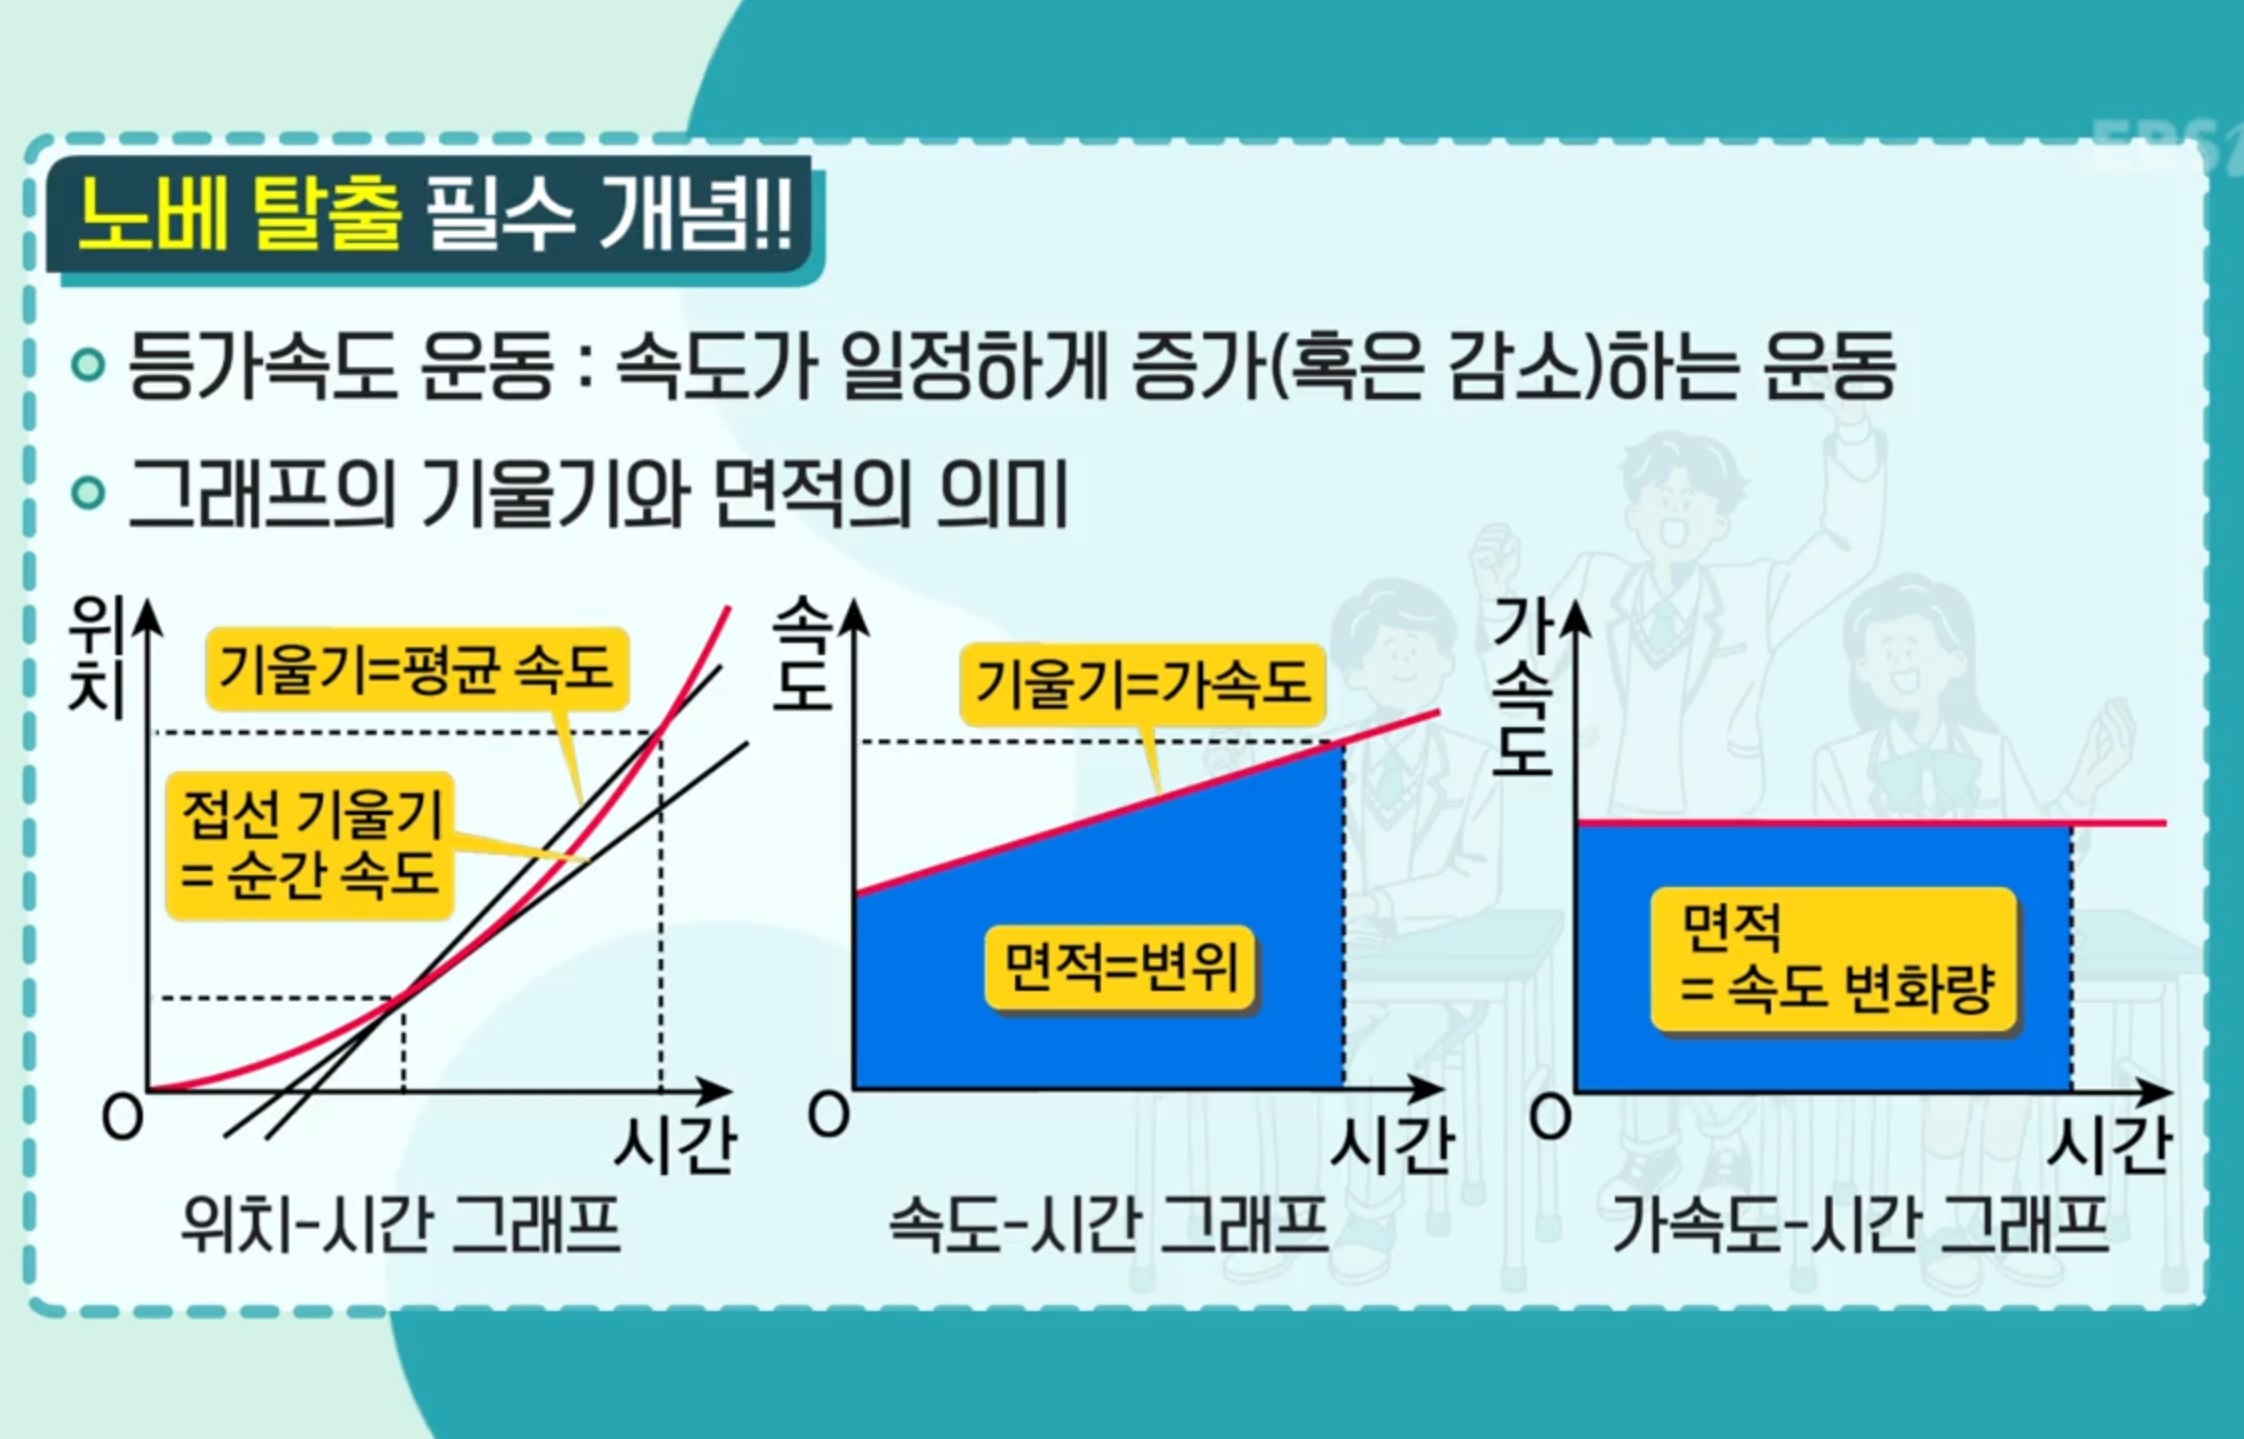 EBSi
노베 탈출 필수 개념!!
등가속도 운동 : 속도가 일정하게 증가(혹은 감소)하는 운동
그래프의 기울기와 면적의 의미
위치
기울기=평균 속도
접선 기울기
= 순간 속도
O
시간
위치-시간 그래프
속도
기울기=가속도
면적=변위
O
시간
속도-시간 그래프
가속도
면적
= 속도 변화량
O
시간
가속도-시간 그래프